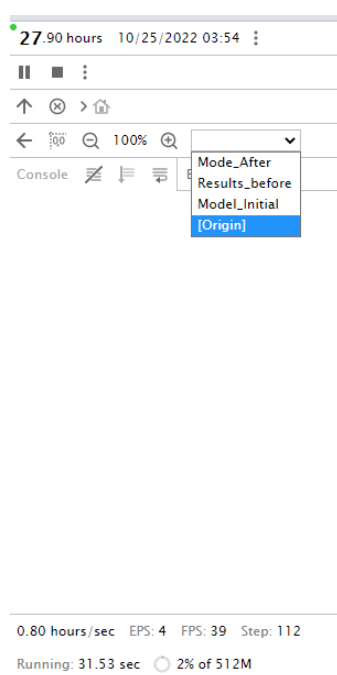 27.90 hours 10/25/2022 03:54
100%
Mode_After
Results_before
Model_Initial
[Origin]
Console
0.80 hours/sec EPS: 4 FPS: 39 Step: 112
Running: 31.53 sec 2% of 512M